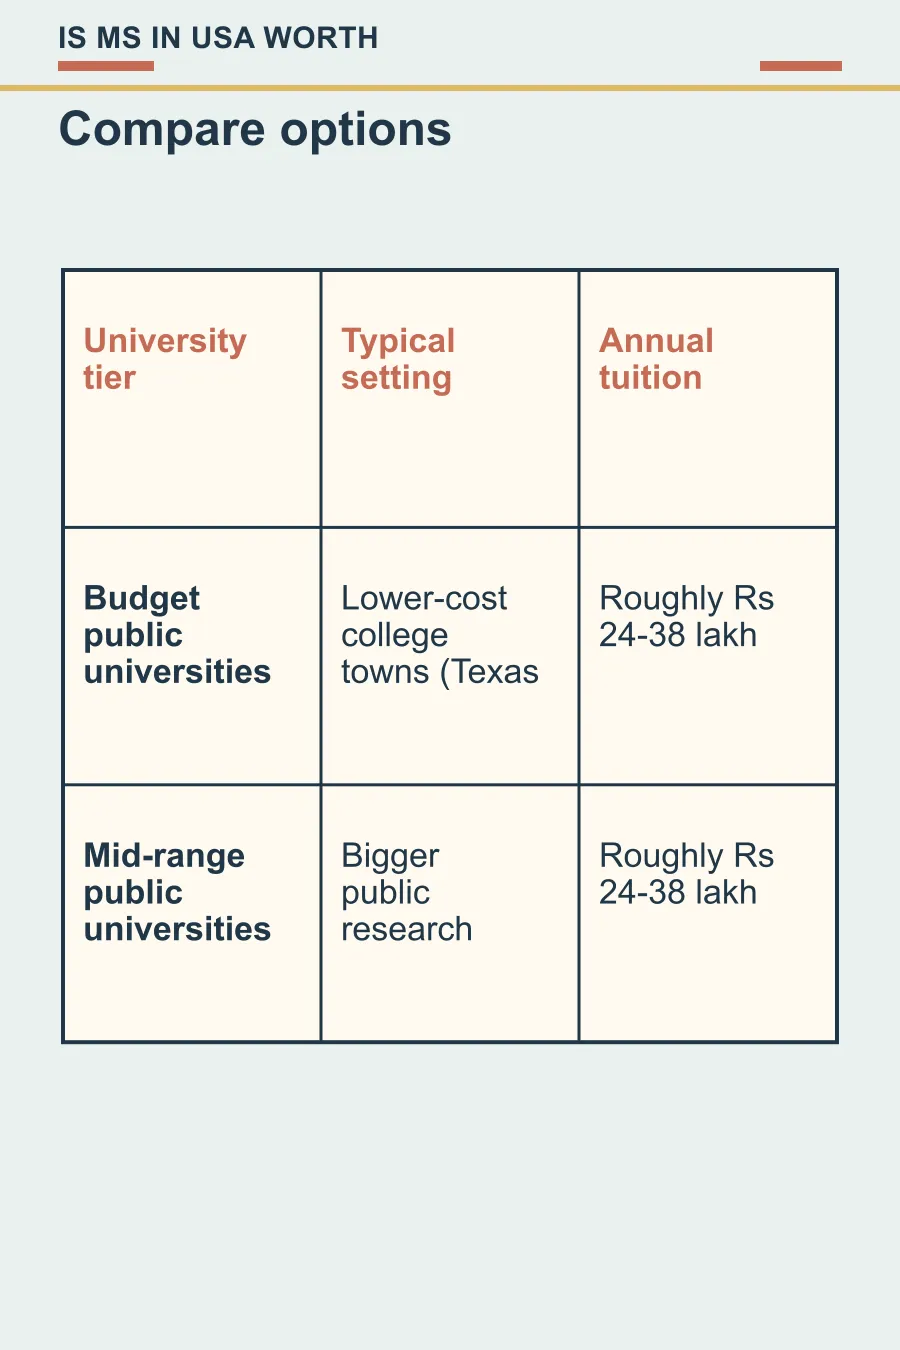 IS MS IN USA WORTH
Compare options
University
tier
Typical
setting
Annual
tuition
Budget
public
universities
Lower-cost
college
towns (Texas
Roughly Rs
24-38 lakh
Mid-range
public
universities
Bigger
public
research
Roughly Rs
24-38 lakh